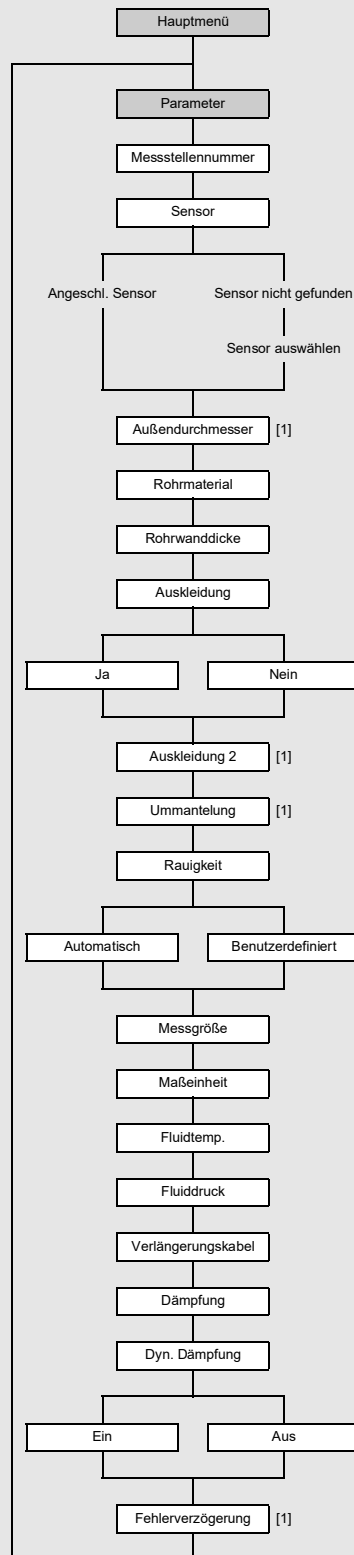 Hauptmenü
Parameter
Messstellennummer
Sensor
Angeschl. Sensor
Sensor nicht gefunden
Sensor auswählen
Außendurchmesser [1]
Rohrmaterial
Rohrwanddicke
Auskleidung
Ja
Nein
Auskleidung 2 [1]
Ummantelung [1]
Rauigkeit
Automatisch
Benutzerdefiniert
Messgröße
Maßeinheit
Fluidtemp.
Fluiddruck
Verlängerungskabel
Dämpfung
Dyn. Dämpfung
Ein
Aus
Fehlerverzögerung [1]